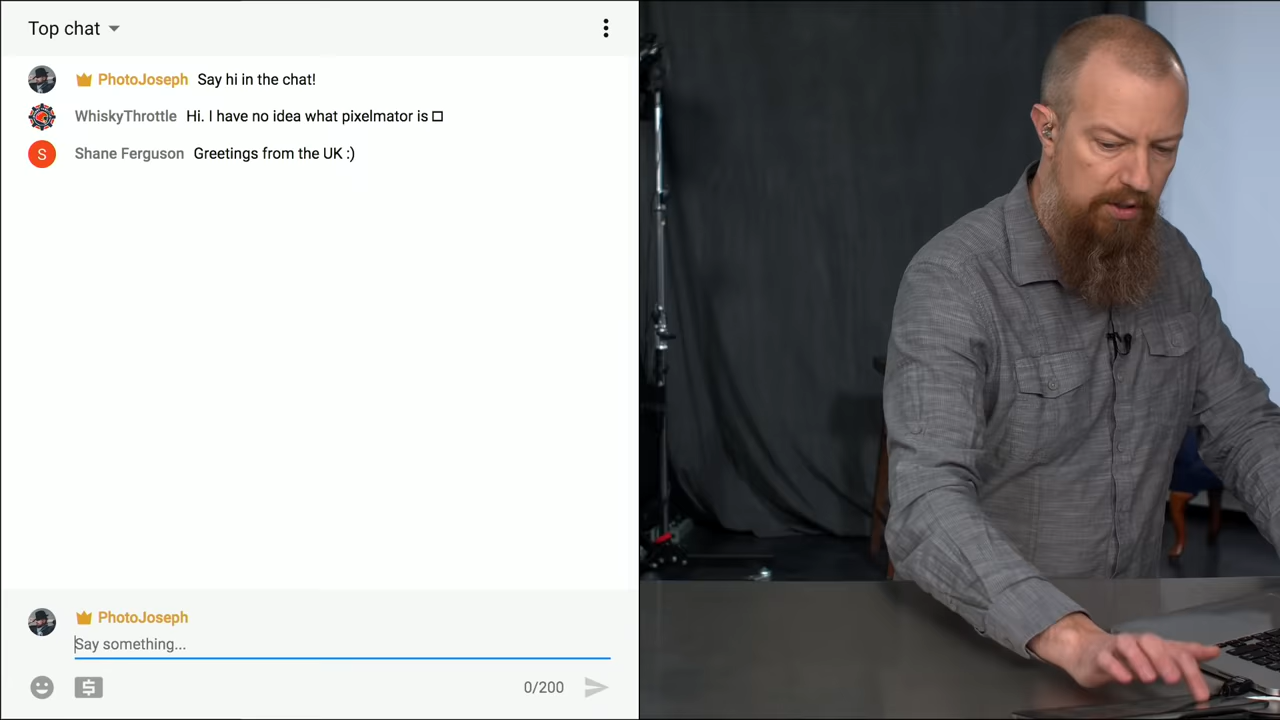 Top chat
PhotoJoseph Say hi in the chat!
WhiskyThrottle Hi. I have no idea what pixelmator is □
S Shane Ferguson Greetings from the UK :)
PhotoJoseph
Say something...
$ 0/200